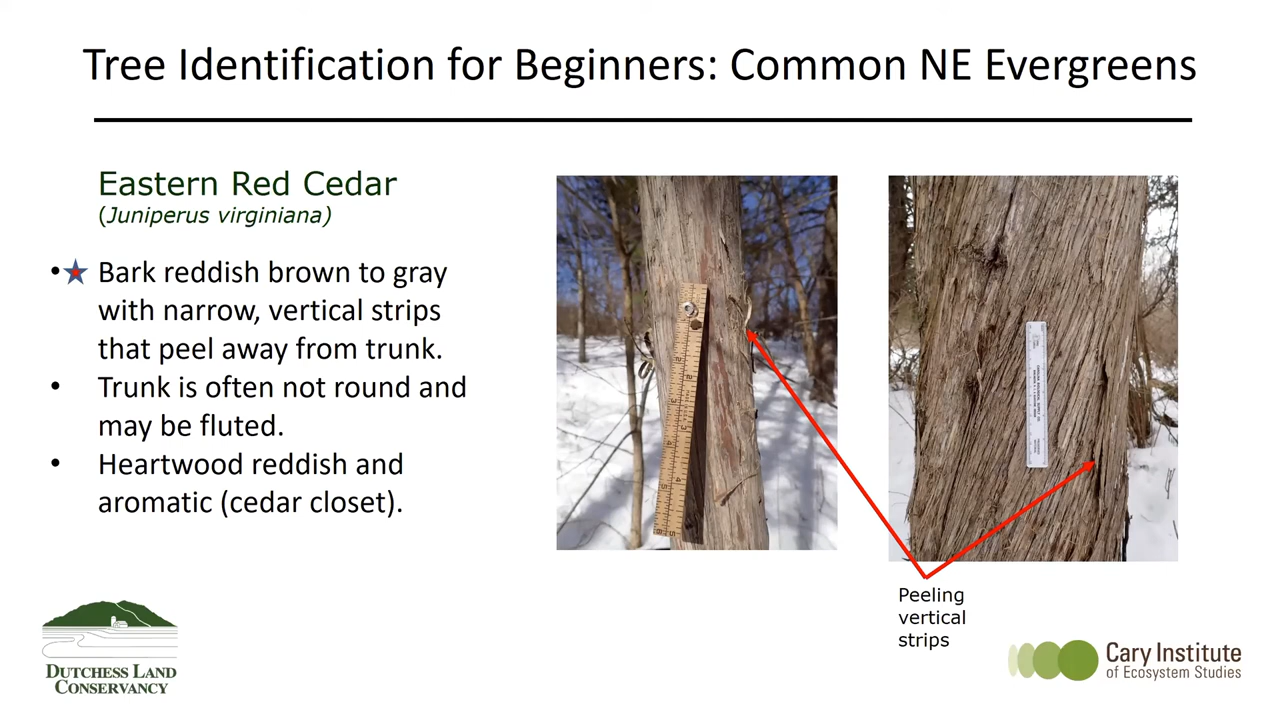 Tree Identification for Beginners: Common NE Evergreens
Eastern Red Cedar
(Juniperus virginiana)
• Bark reddish brown to gray
with narrow, vertical strips
that peel away from trunk.
• Trunk is often not round and
may be fluted.
• Heartwood reddish and
aromatic (cedar closet).
Peeling
vertical
strips
DUTCHESS LAND
CONSERVANCY
Cary Institute
of Ecosystem Studies